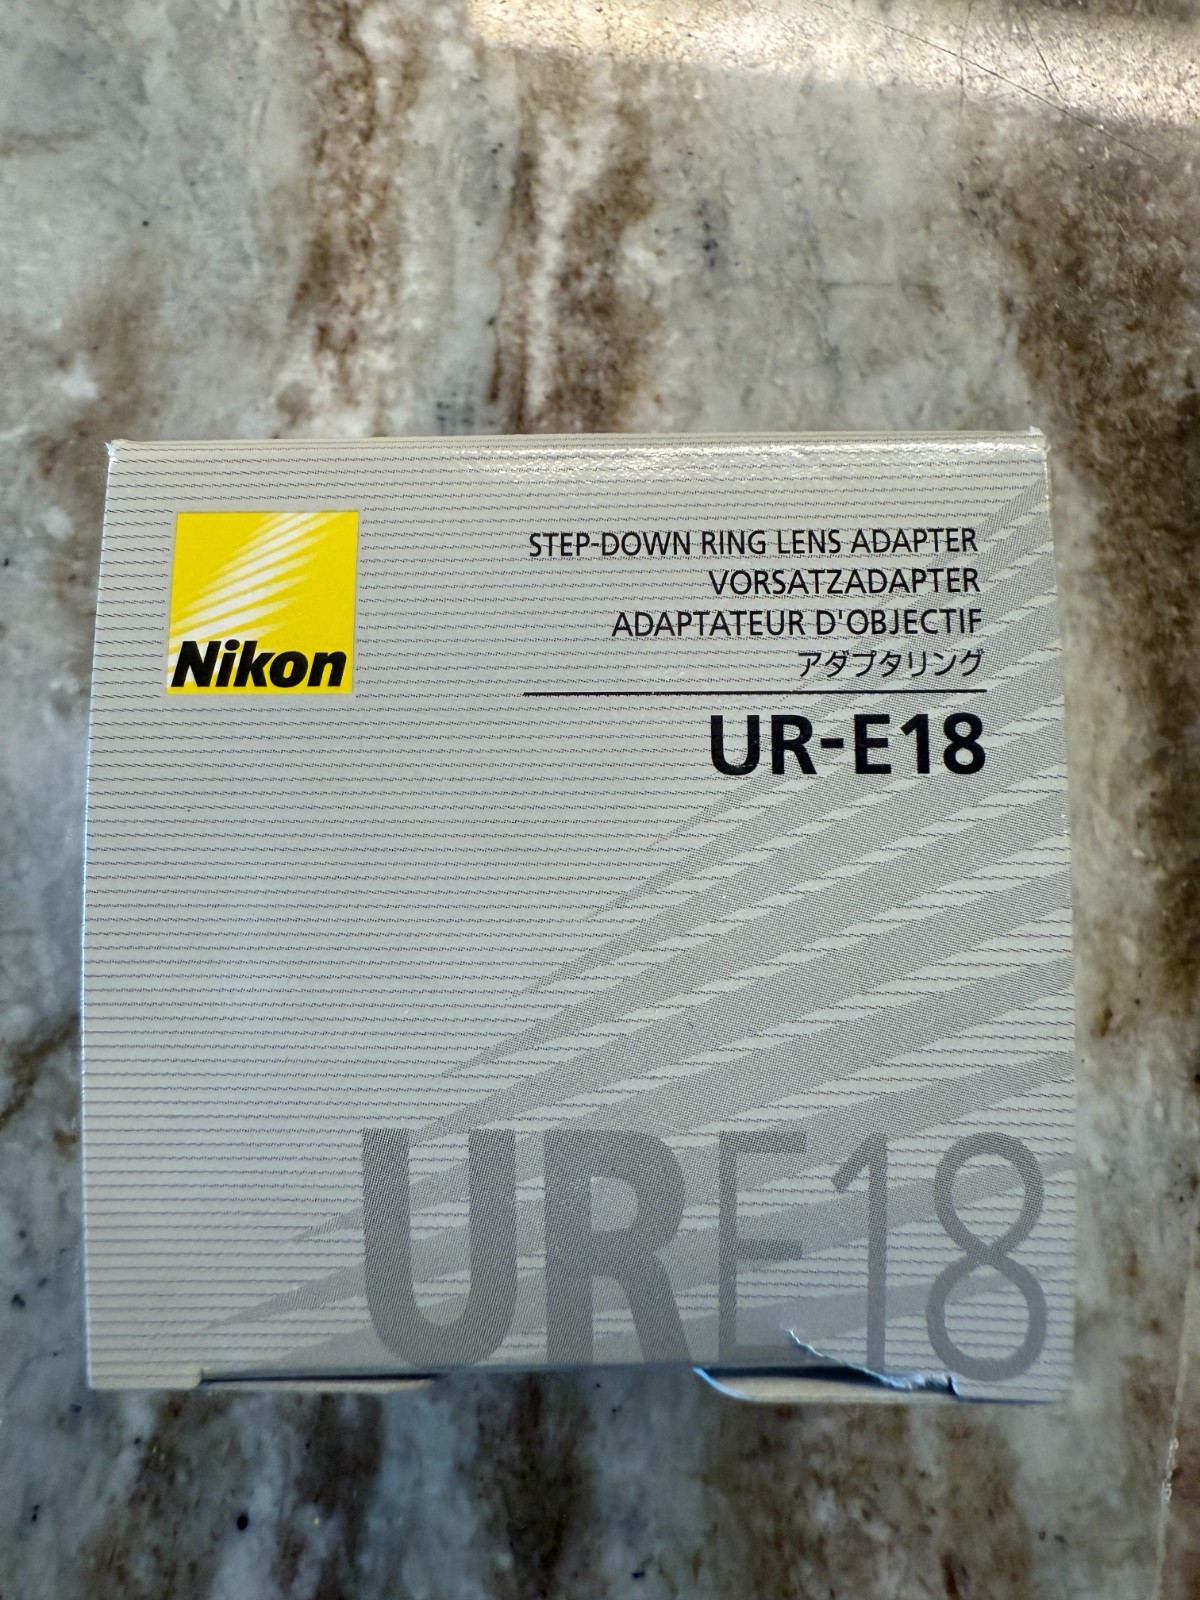 Nikon
STEP-DOWN RING LENS ADAPTER
VORSATZADAPTER
ADAPTATEUR D'OBJECTIF
アダプタリング
UR-E18
URE18